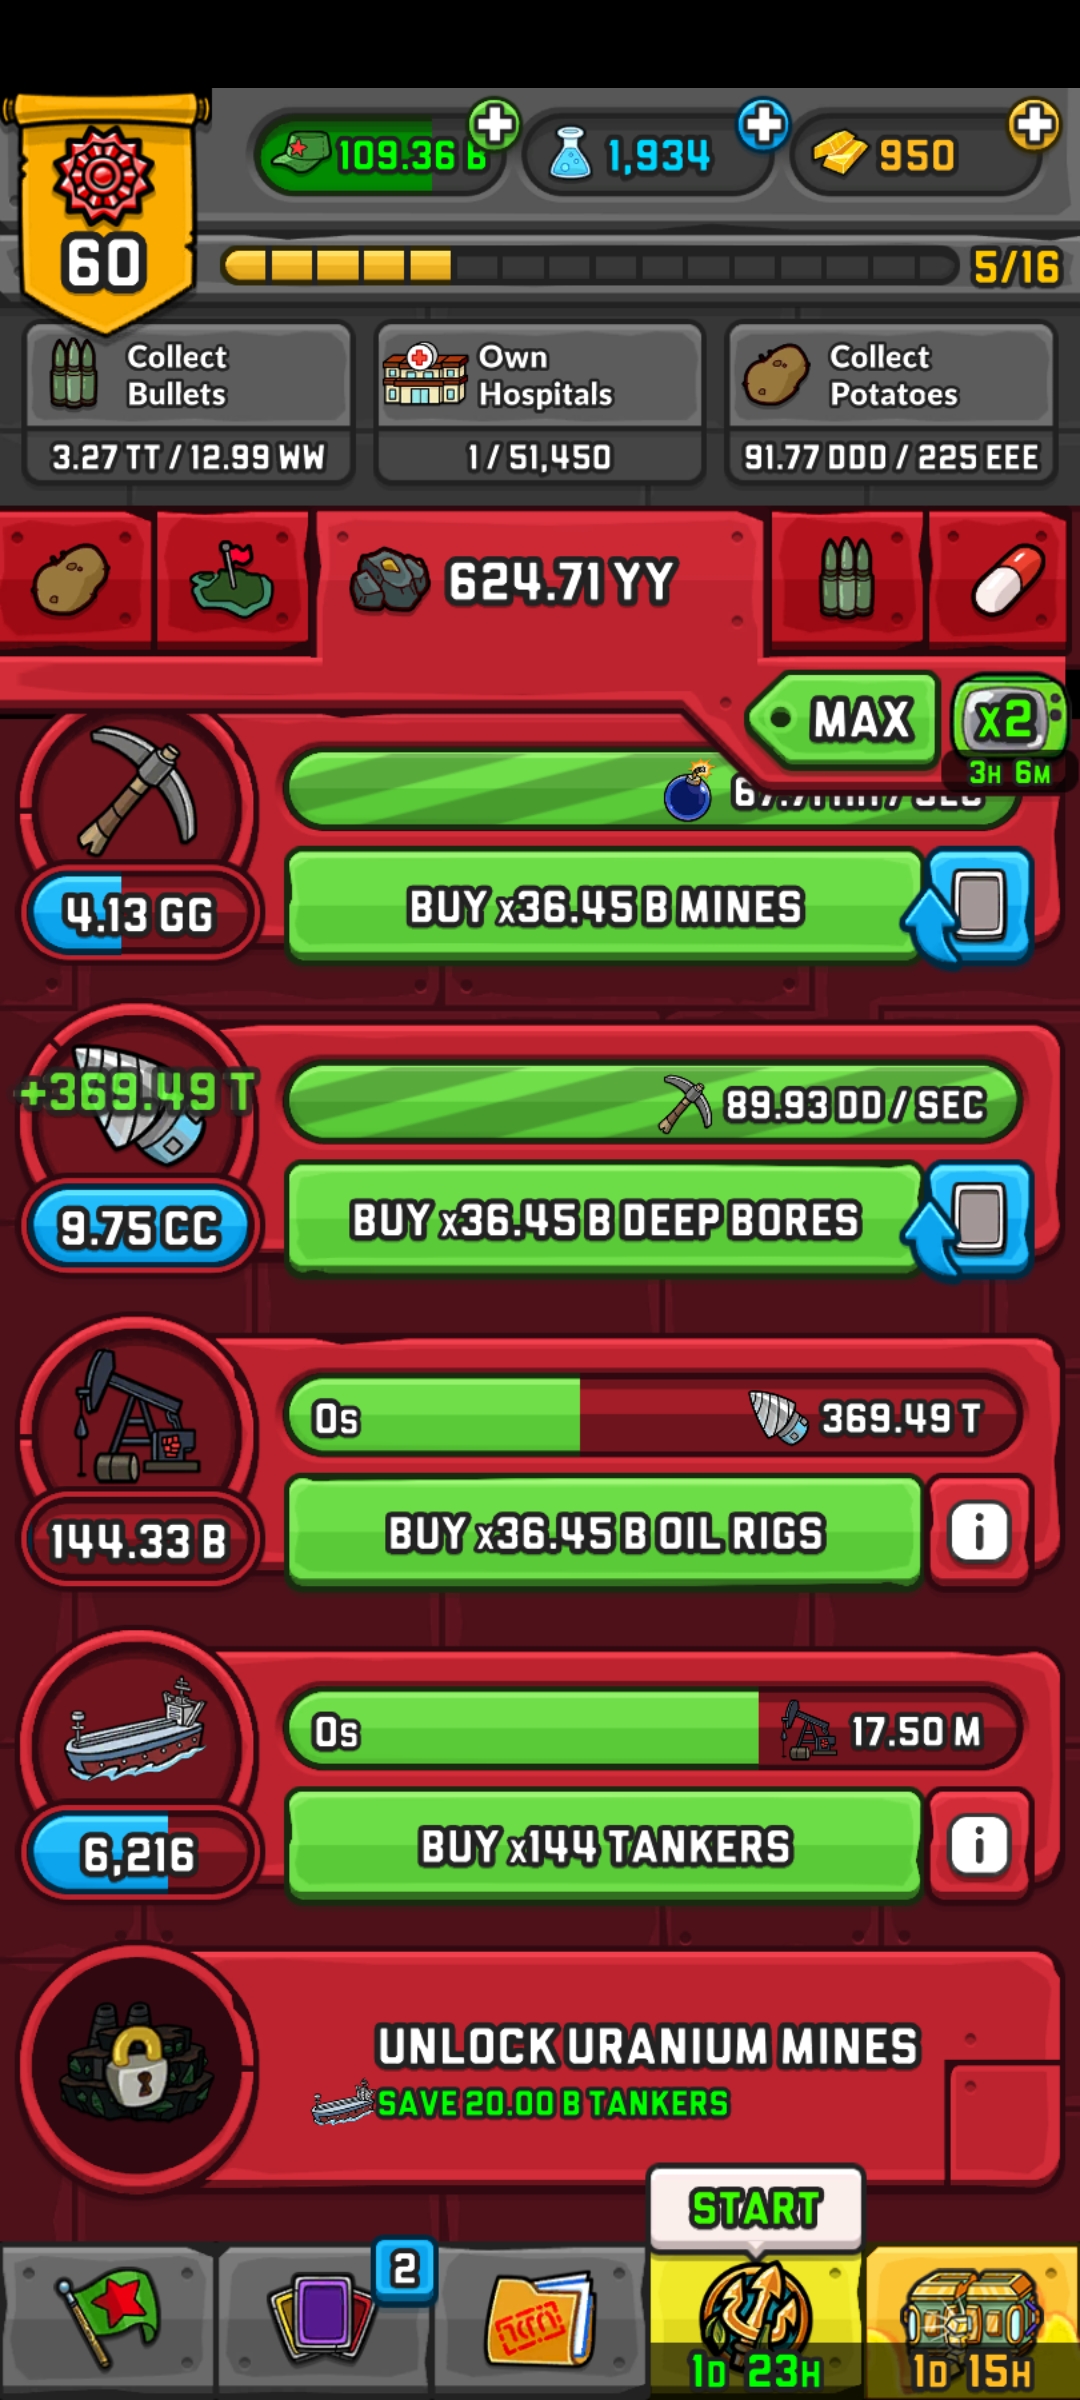 109.36 B
1,934
950
60
5/16
Collect Bullets
3.27 TT / 12.99 WW
Own Hospitals
1 / 51,450
Collect Potatoes
91.77 DDD / 225 EEE
624.71 YY
MAX
x2
3H 6M
4.13 GG
BUY x36.45 B MINES
+369.49 T
89.93 DD / SEC
9.75 CC
BUY x36.45 B DEEP BORES
0s
369.49 T
144.33 B
BUY x36.45 B OIL RIGS
i
0s
17.50 M
6,216
BUY x144 TANKERS
i
UNLOCK URANIUM MINES
SAVE 20.00 B TANKERS
START
2
1D 23H
1D 15H